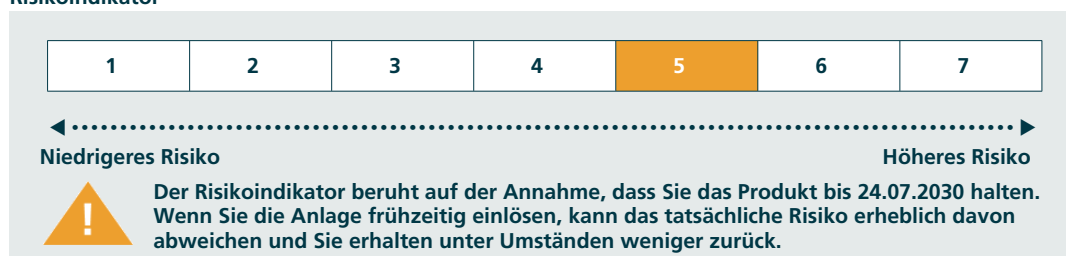 Risikoindikator
1 2 3 4 5 6 7
Niedrigeres Risiko Höheres Risiko
!
Der Risikoindikator beruht auf der Annahme, dass Sie das Produkt bis 24.07.2030 halten.
Wenn Sie die Anlage frühzeitig einlösen, kann das tatsächliche Risiko erheblich davon
abweichen und Sie erhalten unter Umständen weniger zurück.